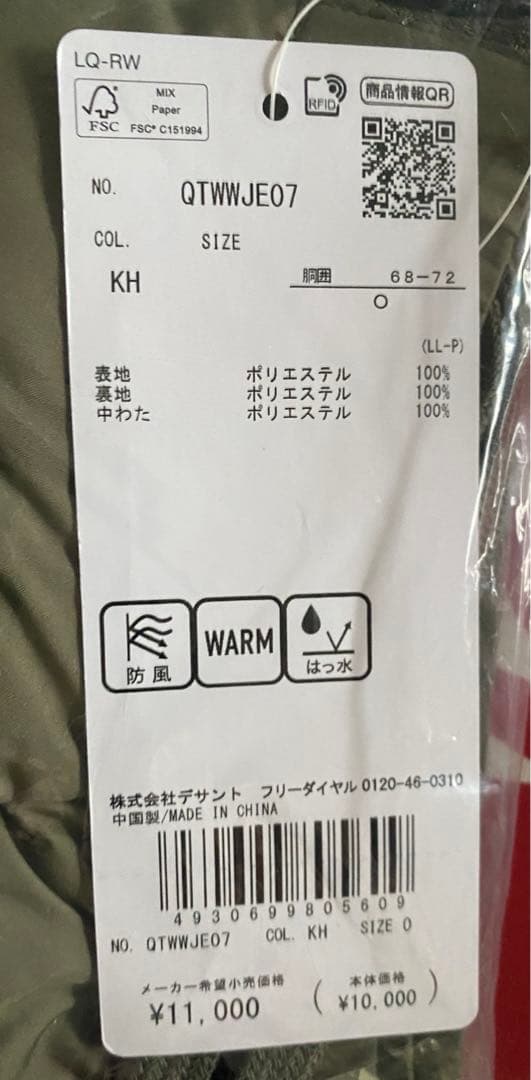 LQ-RW
FSC
MIX
Paper
FSC® C151994
RFID
商品情報QR
NO. QTWWJE07
COL. SIZE
KH
胴囲 68-72
O
(LL-P)
表地 ポリエステル 100%
裏地 ポリエステル 100%
中わた ポリエステル 100%
防風
WARM
はっ水
株式会社デサント フリーダイヤル 0120-46-0310
中国製/MADE IN CHINA
4930699805609
NO. QTWWJE07 COL. KH SIZE O
メーカー希望小売価格 本体価格
¥11,000 (¥10,000)